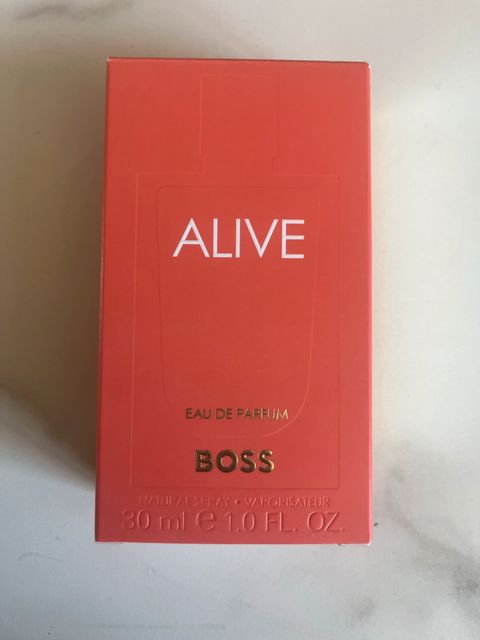 ALIVE
EAU DE PARFUM
BOSS
NATURAL SPRAY • VAPORISATEUR
30 ml ℮ 1.0 FL. OZ.